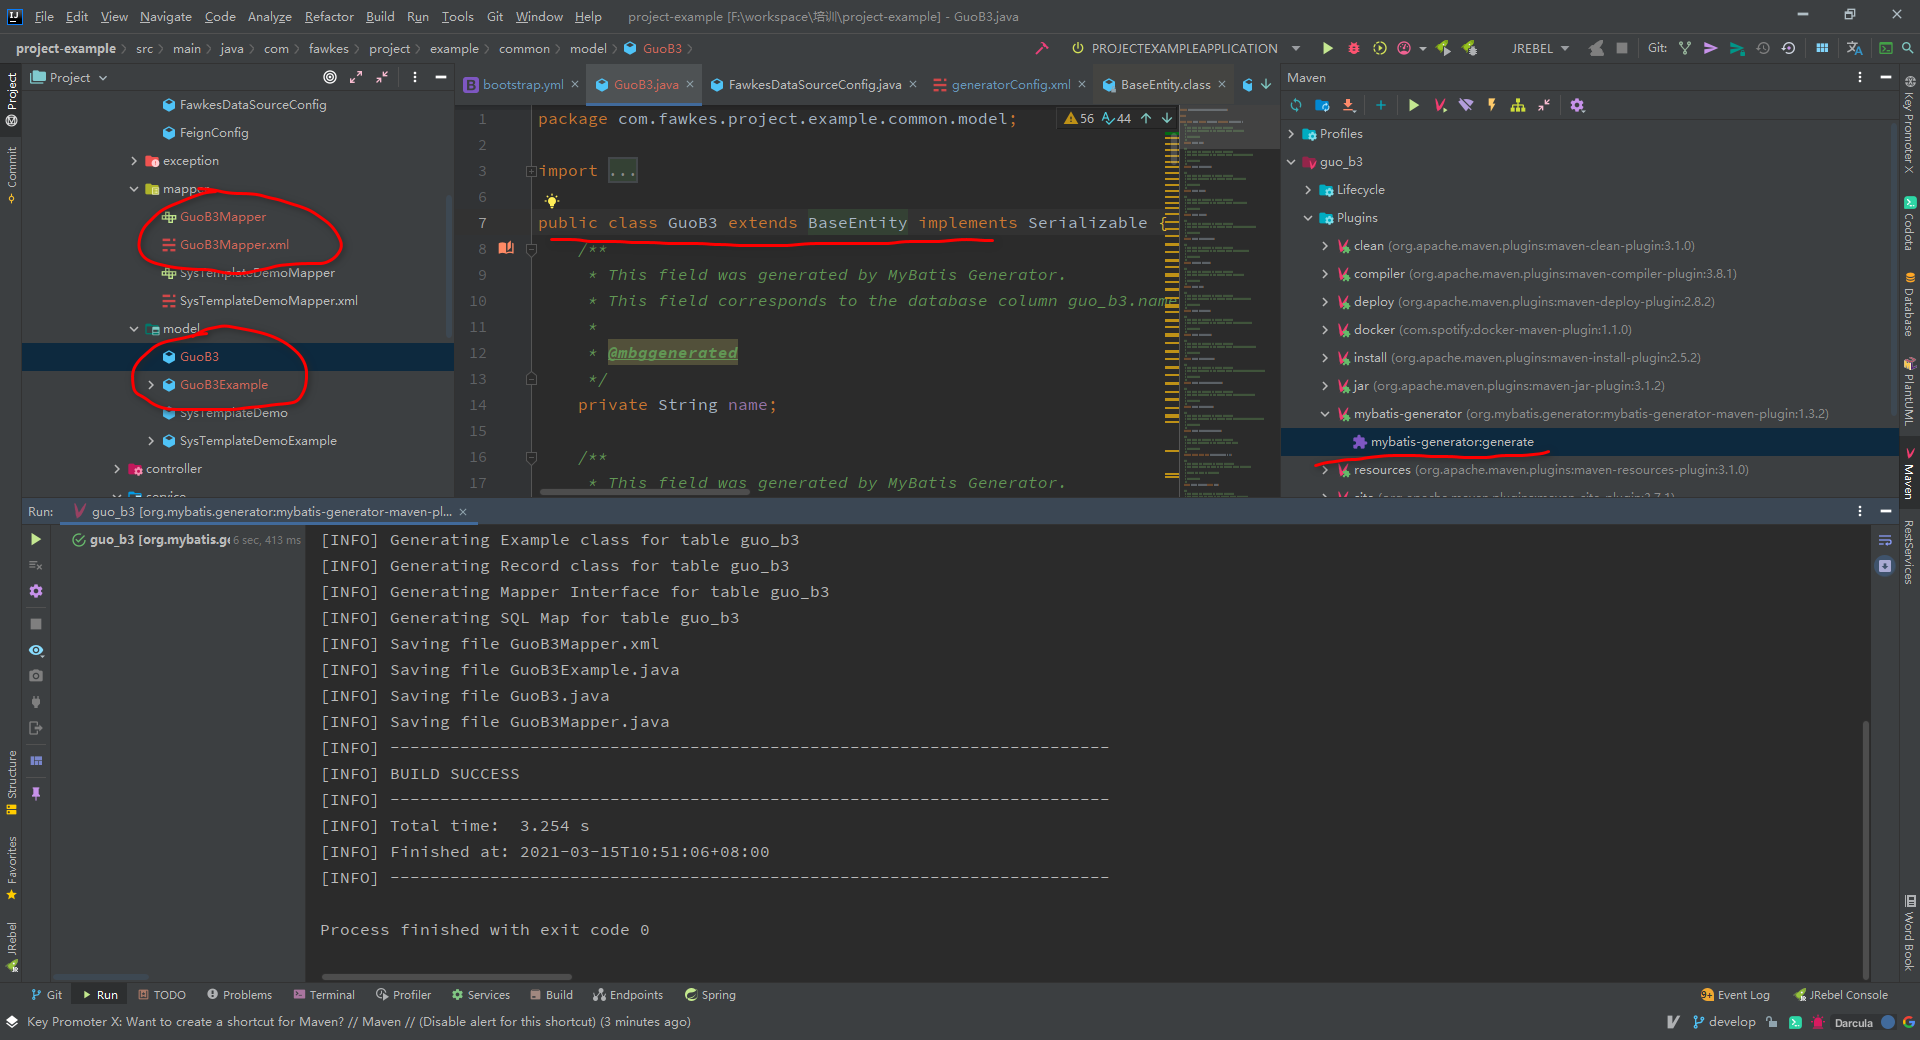 File Edit View Navigate Code Analyze Refactor Build Run Tools Git Window Help project-example [F:\workspace\培训\project-example] - GuoB3.java
project-example src main java com fawkes project example common model GuoB3
PROJECTEXAMPLEAPPLICATION JREBEL Git:
Project
bootstrap.yml GuoB3.java FawkesDataSourceConfig.java generatorConfig.xml BaseEntity.class
Maven
FawkesDataSourceConfig
FeignConfig
exception
mapper
GuoB3Mapper
GuoB3Mapper.xml
SysTemplateDemoMapper
SysTemplateDemoMapper.xml
model
GuoB3
GuoB3Example
SysTemplateDemo
SysTemplateDemoExample
controller
service
56 44
1 package com.fawkes.project.example.common.model;
2
3 import ...
6
7 public class GuoB3 extends BaseEntity implements Serializable {
8 /**
9 * This field was generated by MyBatis Generator.
10 * This field corresponds to the database column guo_b3.name
11 *
12 * @mbggenerated
13 */
14 private String name;
15
16 /**
17 * This field was generated by MyBatis Generator.
Profiles
guo_b3
Lifecycle
Plugins
clean (org.apache.maven.plugins:maven-clean-plugin:3.1.0)
compiler (org.apache.maven.plugins:maven-compiler-plugin:3.8.1)
deploy (org.apache.maven.plugins:maven-deploy-plugin:2.8.2)
docker (com.spotify:docker-maven-plugin:1.1.0)
install (org.apache.maven.plugins:maven-install-plugin:2.5.2)
jar (org.apache.maven.plugins:maven-jar-plugin:3.1.2)
mybatis-generator (org.mybatis.generator:mybatis-generator-maven-plugin:1.3.2)
mybatis-generator:generate
resources (org.apache.maven.plugins:maven-resources-plugin:3.1.0)
site (org.apache.maven.plugins:maven-site-plugin:3.7.1)
Project
Commit
Structure
Favorites
JRebel
Key Promoter X
Codota
Database
PlantUML
Maven
RestServices
Word Book
Run: guo_b3 [org.mybatis.generator:mybatis-generator-maven-pl...
guo_b3 [org.mybatis.ge 6 sec, 413 ms
[INFO] Generating Example class for table guo_b3
[INFO] Generating Record class for table guo_b3
[INFO] Generating Mapper Interface for table guo_b3
[INFO] Generating SQL Map for table guo_b3
[INFO] Saving file GuoB3Mapper.xml
[INFO] Saving file GuoB3Example.java
[INFO] Saving file GuoB3.java
[INFO] Saving file GuoB3Mapper.java
[INFO] ------------------------------------------------------------------------
[INFO] BUILD SUCCESS
[INFO] ------------------------------------------------------------------------
[INFO] Total time:  3.254 s
[INFO] Finished at: 2021-03-15T10:51:06+08:00
[INFO] ------------------------------------------------------------------------
Process finished with exit code 0
Git Run TODO Problems Terminal Profiler Services Build Endpoints Spring 9+ Event Log JRebel Console
Key Promoter X: Want to create a shortcut for Maven? // Maven // (Disable alert for this shortcut) (3 minutes ago) develop Darcula